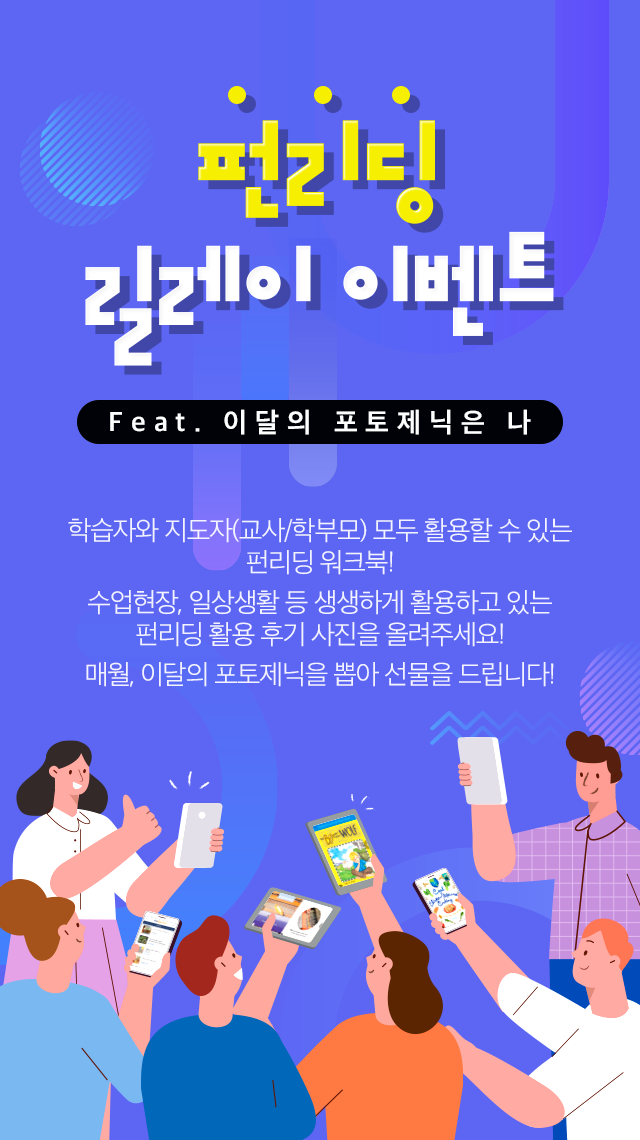 펀리딩
릴레이 이벤트
Feat. 이달의 포토제닉은 나
학습자와 지도자(교사/학부모) 모두 활용할 수 있는
펀리딩 워크북!
수업현장, 일상생활 등 생생하게 활용하고 있는
펀리딩 활용 후기 사진을 올려주세요!
매월, 이달의 포토제닉을 뽑아 선물을 드립니다!
WOLF